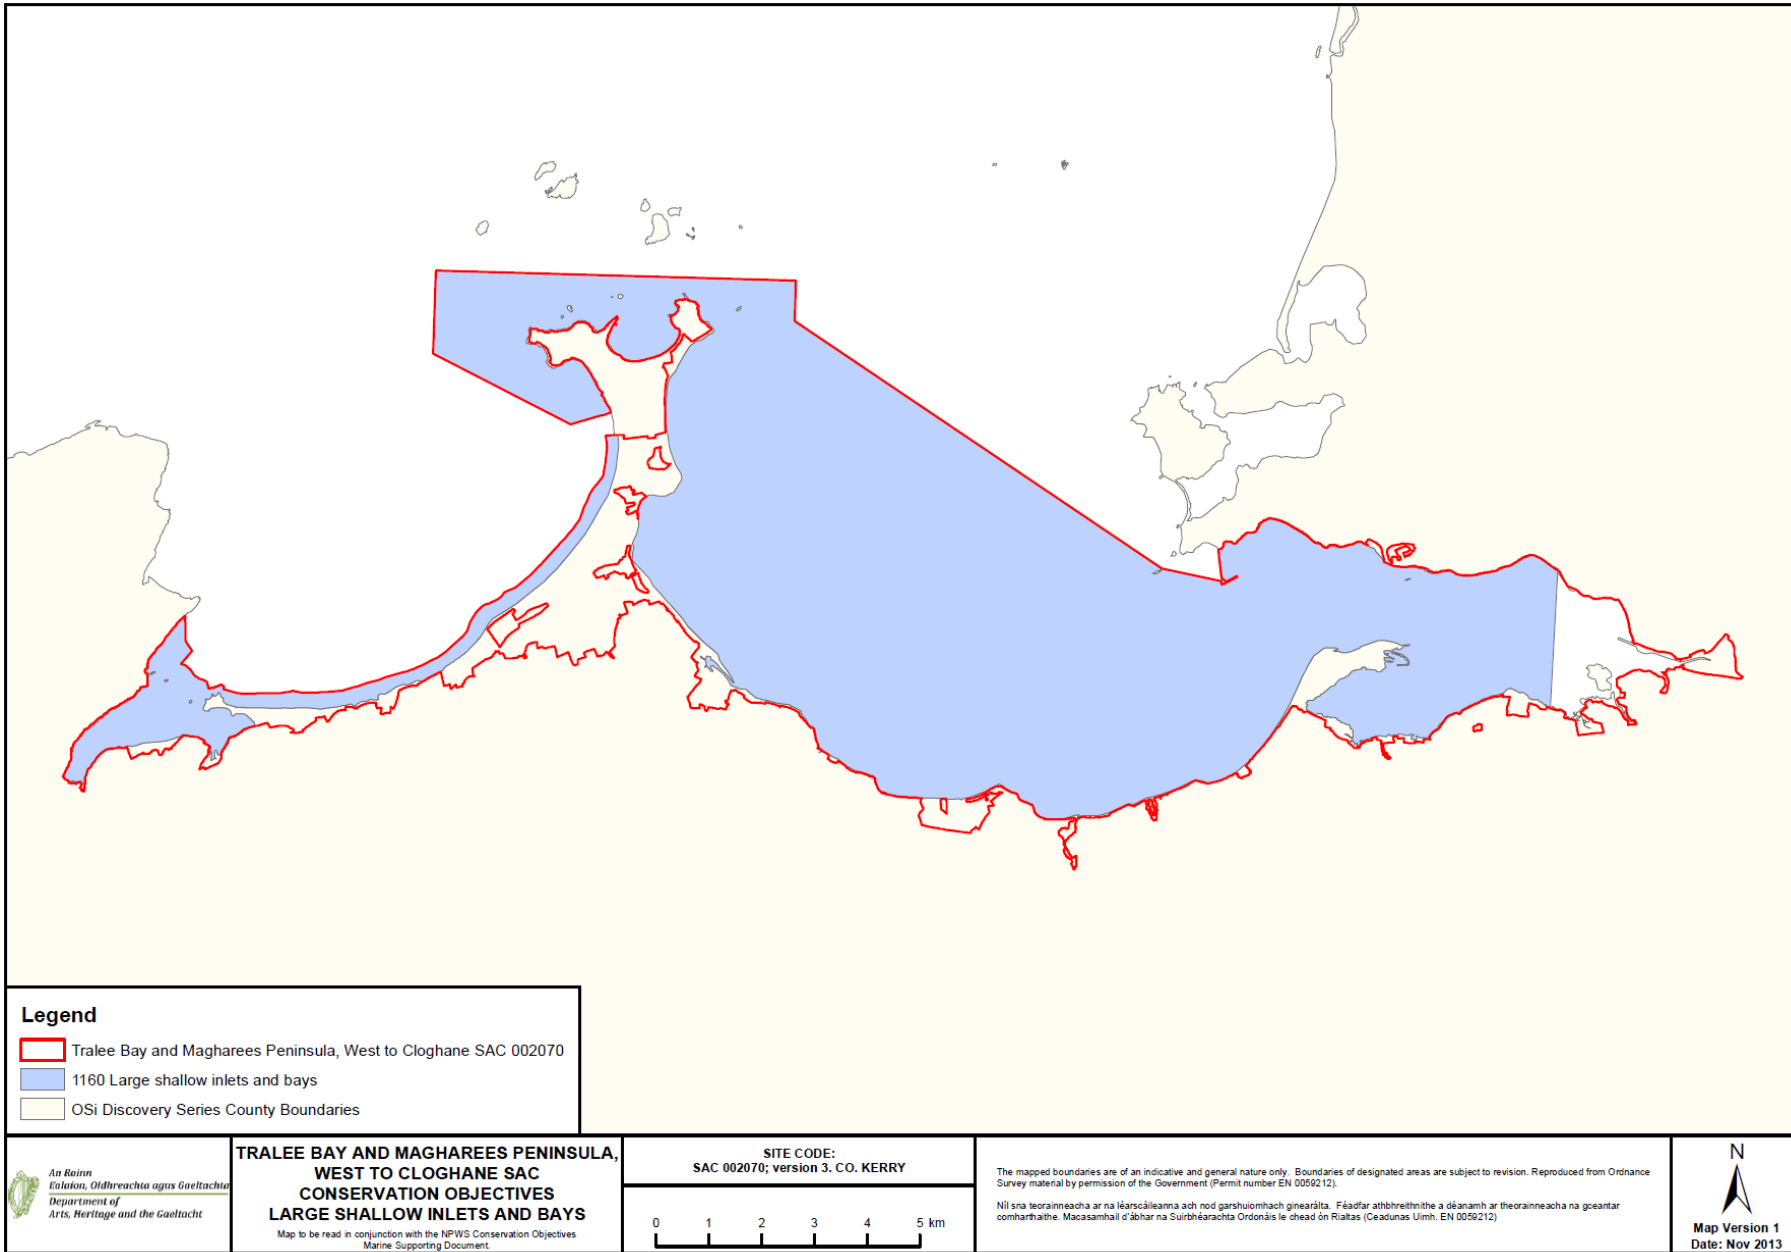 Legend
Tralee Bay and Magharees Peninsula, West to Cloghane SAC 002070
1160 Large shallow inlets and bays
OSi Discovery Series County Boundaries
An Roinn
Ealaíon, Oidhreachta agus Gaeltachta
Department of
Arts, Heritage and the Gaeltacht
TRALEE BAY AND MAGHAREES PENINSULA,
WEST TO CLOGHANE SAC
CONSERVATION OBJECTIVES
LARGE SHALLOW INLETS AND BAYS
Map to be read in conjunction with the NPWS Conservation Objectives
Marine Supporting Document.
SITE CODE:
SAC 002070; version 3. CO. KERRY
0 1 2 3 4 5 km
The mapped boundaries are of an indicative and general nature only. Boundaries of designated areas are subject to revision. Reproduced from Ordnance
Survey material by permission of the Government (Permit number EN 0059212).
Níl sna teorainneacha ar na léarscáileanna ach nod garshuiomhach ginearálta. Féadfar athbhreithnithe a déanamh ar theorainneacha na gceantar
comharthaithe. Macasamhail d'ábhar na Suirbhéarachta Ordonáis le chead ón Rialtas (Ceadunas Uimh. EN 0059212)
N
Map Version 1
Date: Nov 2013